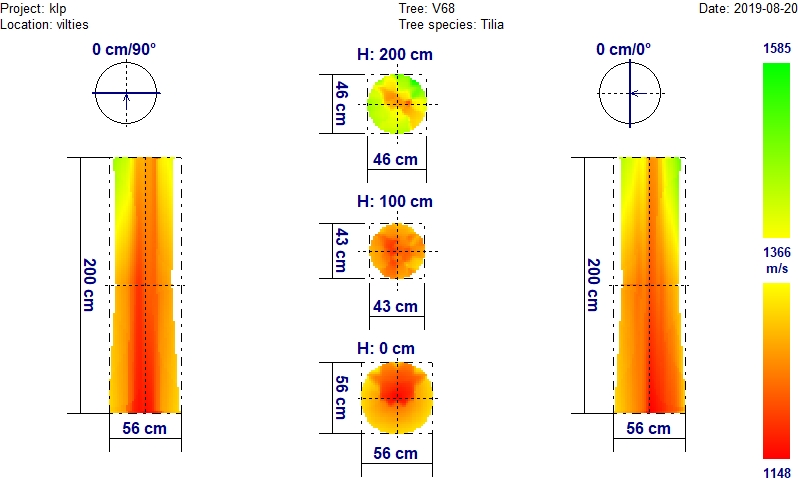 Project: klp
Tree: V68
Date: 2019-08-20
Location: vilties
Tree species: Tilia
0 cm/90°
H: 200 cm
0 cm/0°
1585
46 cm
46 cm
H: 100 cm
43 cm
200 cm
200 cm
1366
m/s
43 cm
H: 0 cm
56 cm
56 cm
56 cm
56 cm
1148